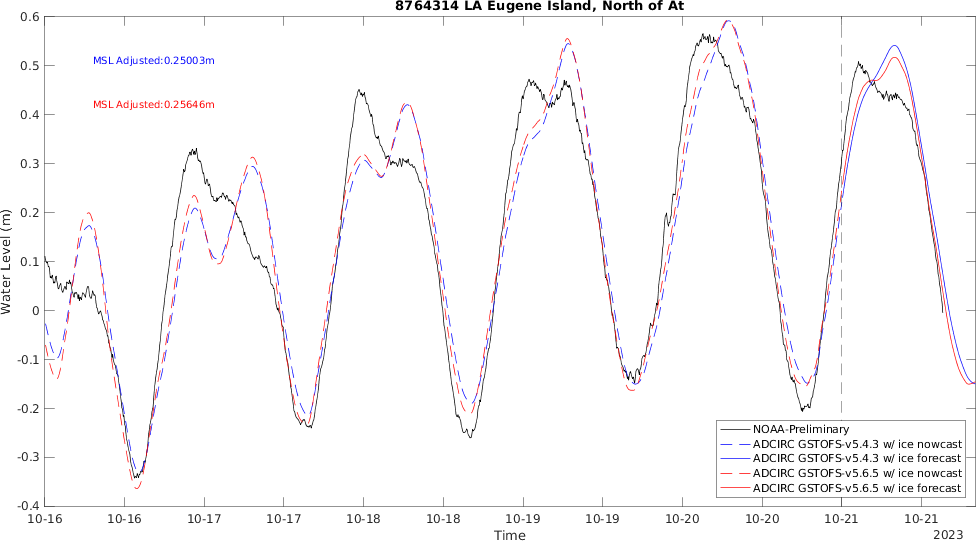 8764314 LA Eugene Island, North of At
MSL Adjusted:0.25003m
MSL Adjusted:0.25646m
Water Level (m)
0.6
0.5
0.4
0.3
0.2
0.1
0
-0.1
-0.2
-0.3
-0.4
NOAA-Preliminary
ADCIRC GSTOFS-v5.4.3 w/ ice nowcast
ADCIRC GSTOFS-v5.4.3 w/ ice forecast
ADCIRC GSTOFS-v5.6.5 w/ ice nowcast
ADCIRC GSTOFS-v5.6.5 w/ ice forecast
10-16 10-16 10-17 10-17 10-18 10-18 10-19 10-19 10-20 10-20 10-21 10-21
Time
2023